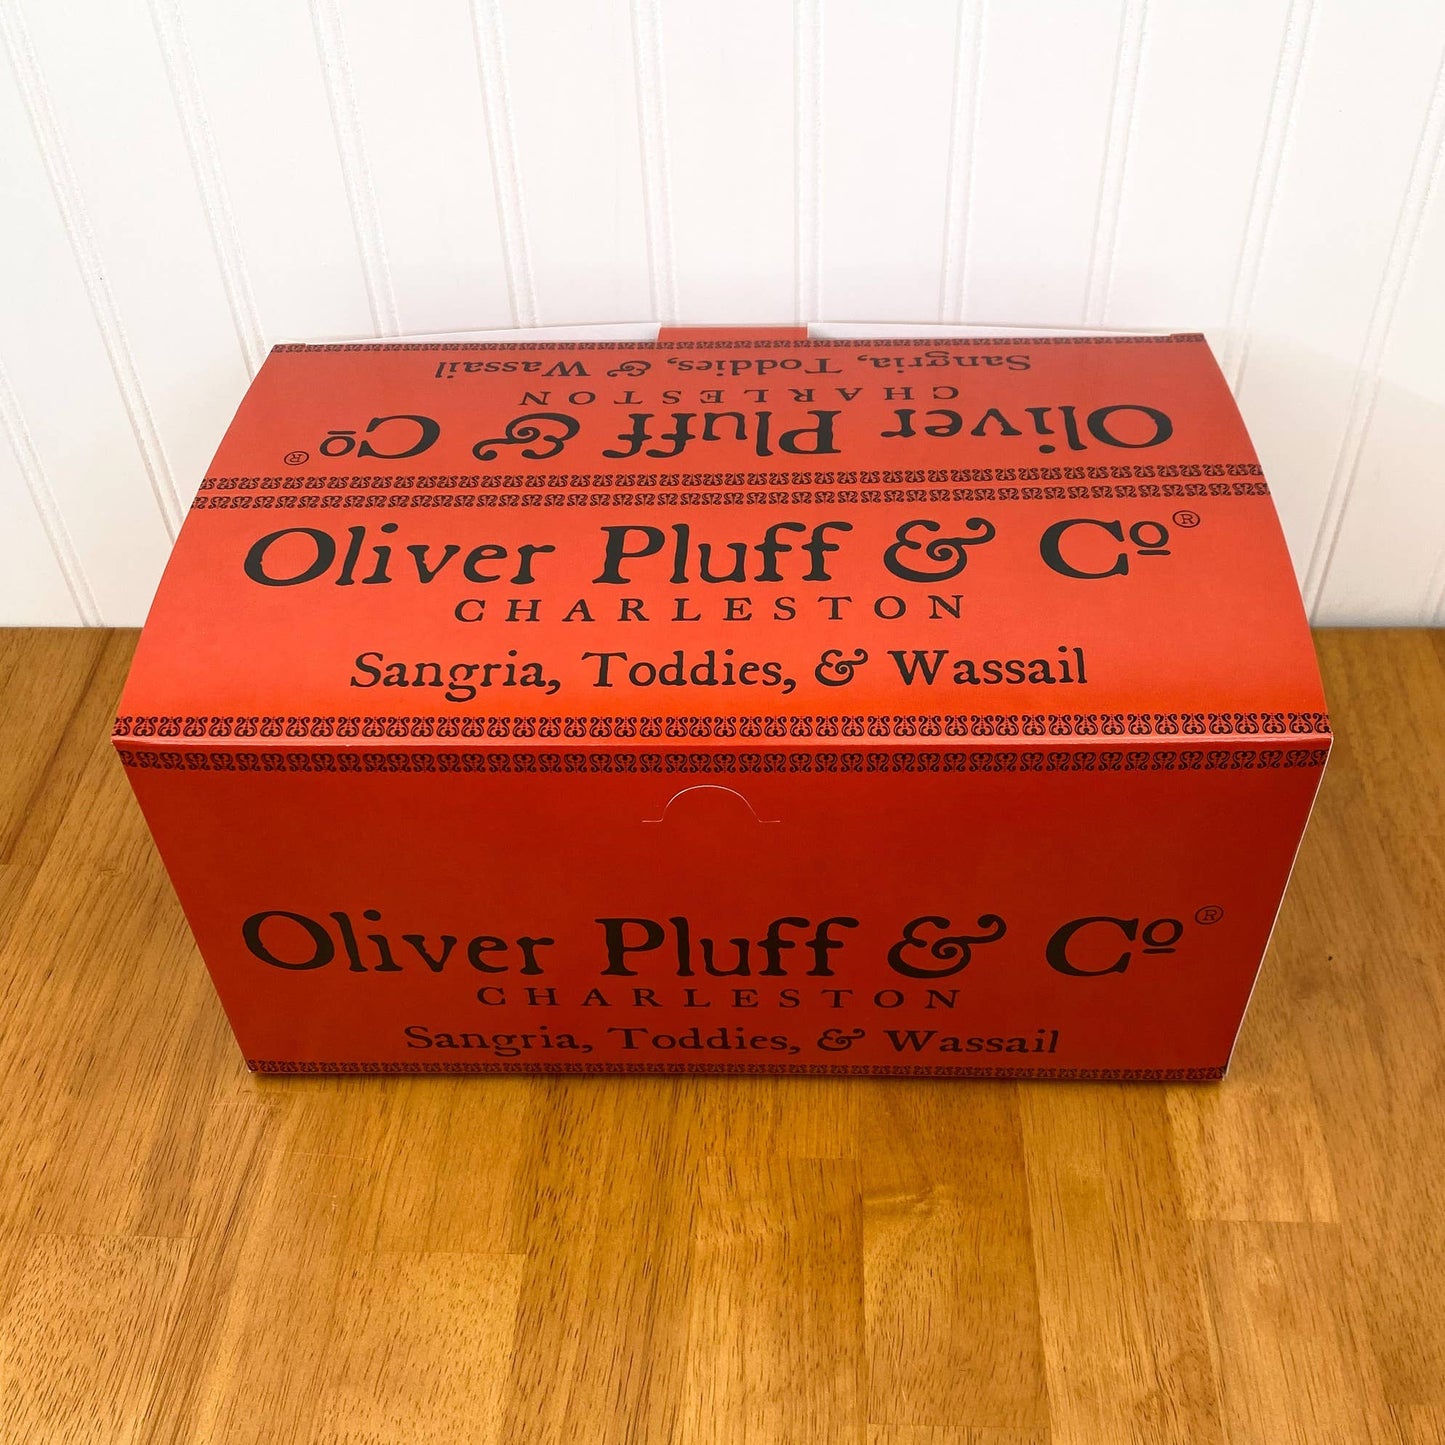 Sangria, Toddies, & Wassail
CHARLESTON
Oliver Pluff & Co®
Oliver Pluff & Co®
CHARLESTON
Sangria, Toddies, & Wassail
Oliver Pluff & Co®
CHARLESTON
Sangria, Toddies, & Wassail